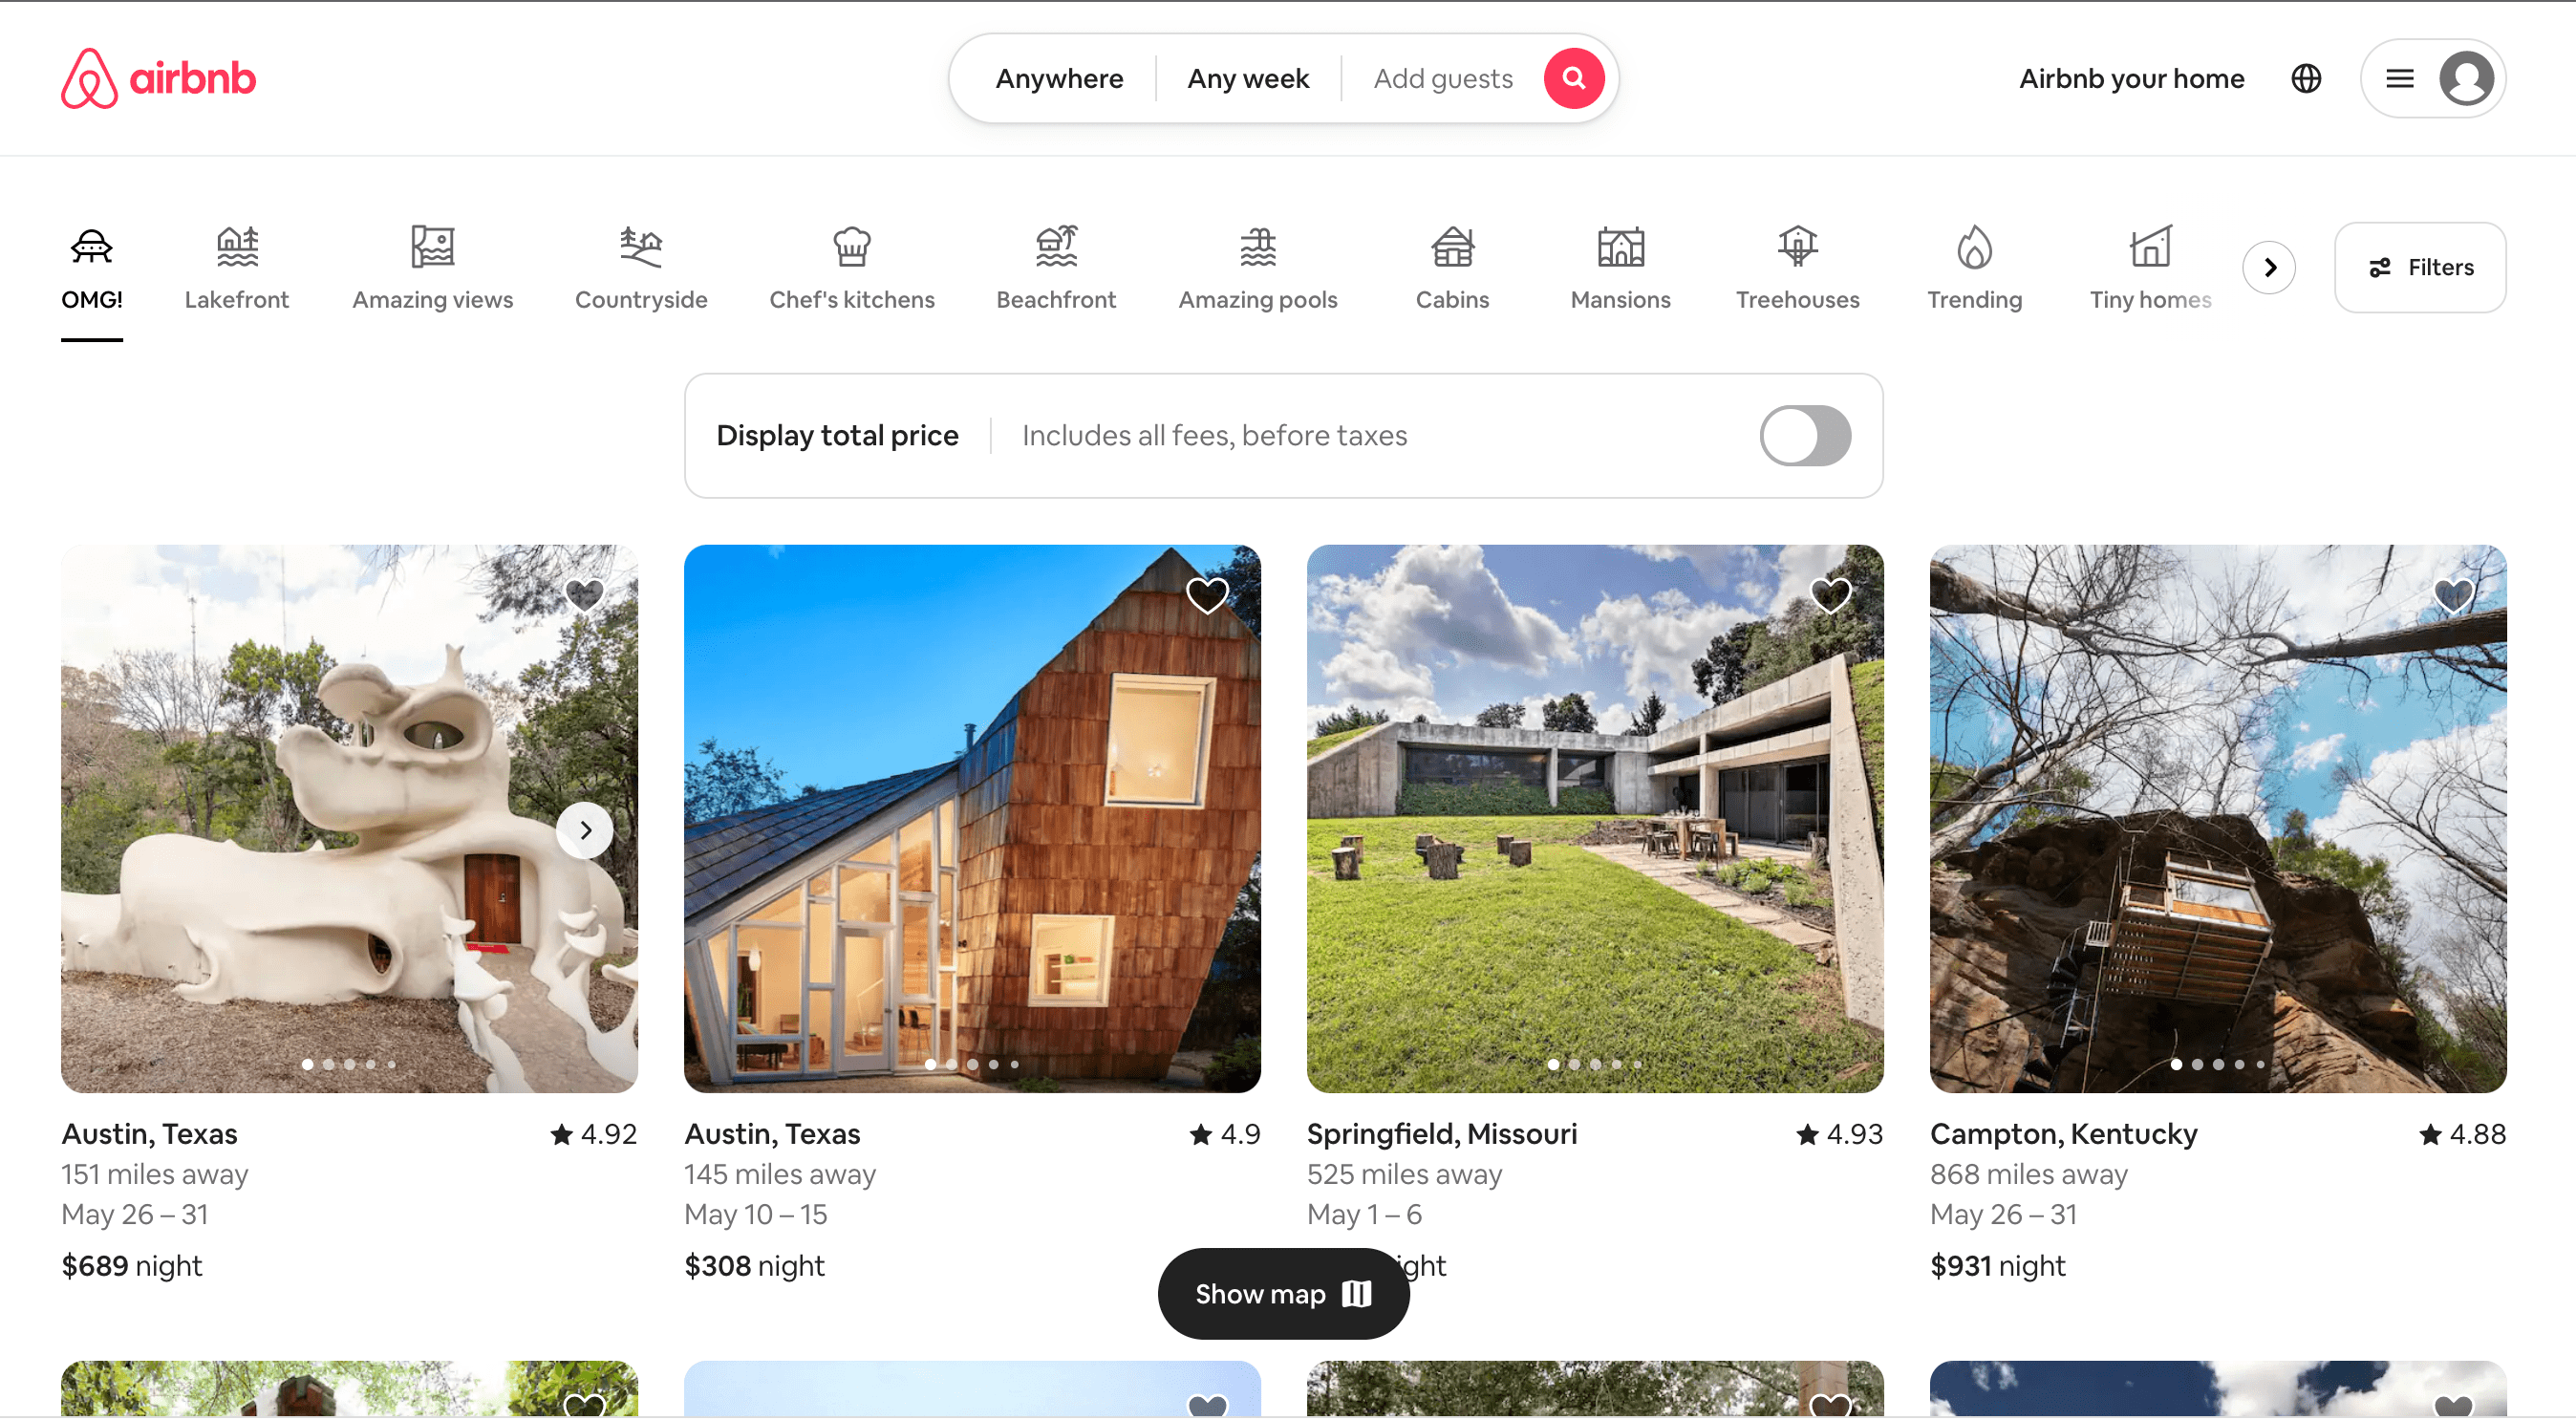 airbnb
Anywhere
Any week
Add guests
Airbnb your home
OMG!
Lakefront
Amazing views
Countryside
Chef's kitchens
Beachfront
Amazing pools
Cabins
Mansions
Treehouses
Trending
Tiny homes
Filters
Display total price
Includes all fees, before taxes
Austin, Texas
4.92
151 miles away
May 26 – 31
$689 night
Austin, Texas
4.9
145 miles away
May 10 – 15
$308 night
Springfield, Missouri
4.93
525 miles away
May 1 – 6
Campton, Kentucky
4.88
868 miles away
May 26 – 31
$931 night
Show map